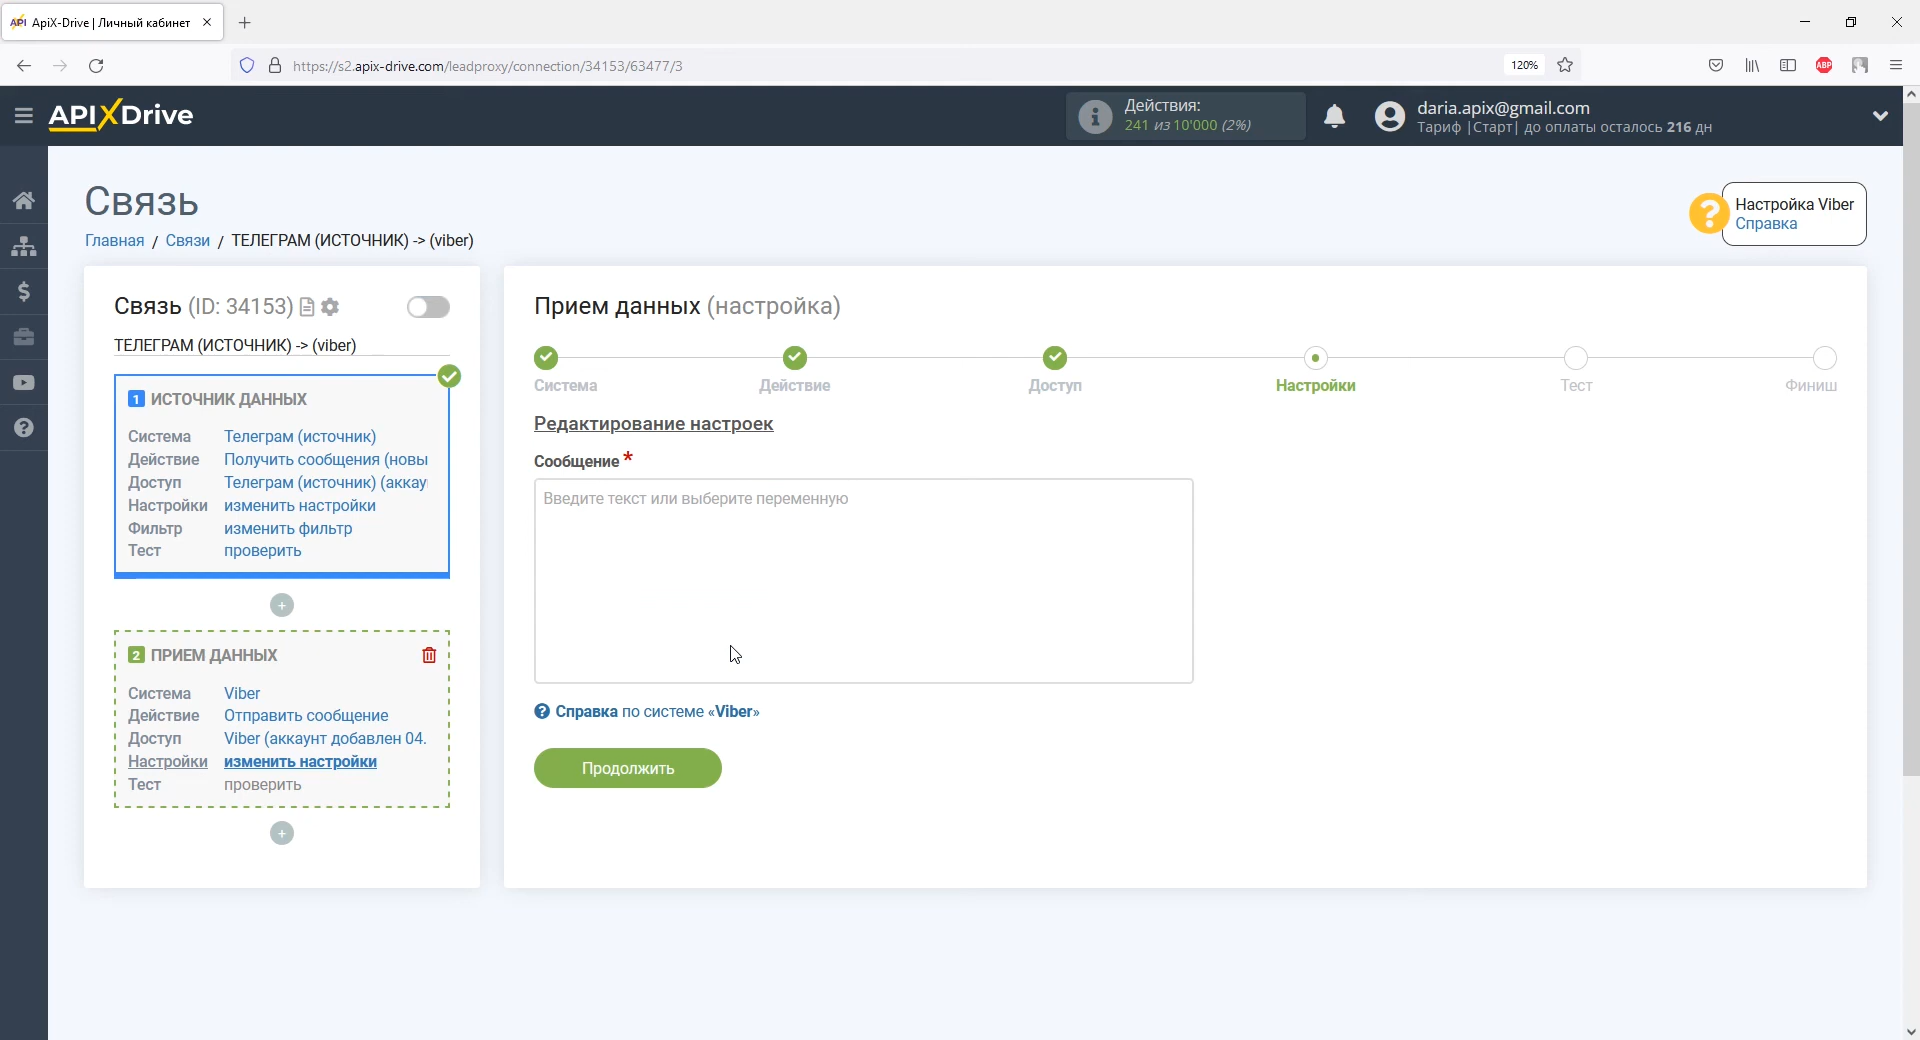 ApiX-Drive | Личный кабинет
https://s2.apix-drive.com/leadproxy/connection/34153/63477/3
120%
ABP
APIXDrive
Действия:
241 из 10'000 (2%)
daria.apix@gmail.com
Тариф |Старт| до оплаты осталось 216 дн
Связь
Главная / Связи / ТЕЛЕГРАМ (ИСТОЧНИК) -> (viber)
Настройка Viber
Справка
Связь (ID: 34153)
ТЕЛЕГРАМ (ИСТОЧНИК) -> (viber)
1 ИСТОЧНИК ДАННЫХ
Система Телеграм (источник)
Действие Получить сообщения (новы
Доступ Телеграм (источник) (аккау
Настройки изменить настройки
Фильтр изменить фильтр
Тест проверить
2 ПРИЕМ ДАННЫХ
Система Viber
Действие Отправить сообщение
Доступ Viber (аккаунт добавлен 04.
Настройки изменить настройки
Тест проверить
Прием данных (настройка)
Система Действие Доступ Настройки Тест Финиш
Редактирование настроек
Сообщение *
Введите текст или выберите переменную
Справка по системе «Viber»
Продолжить